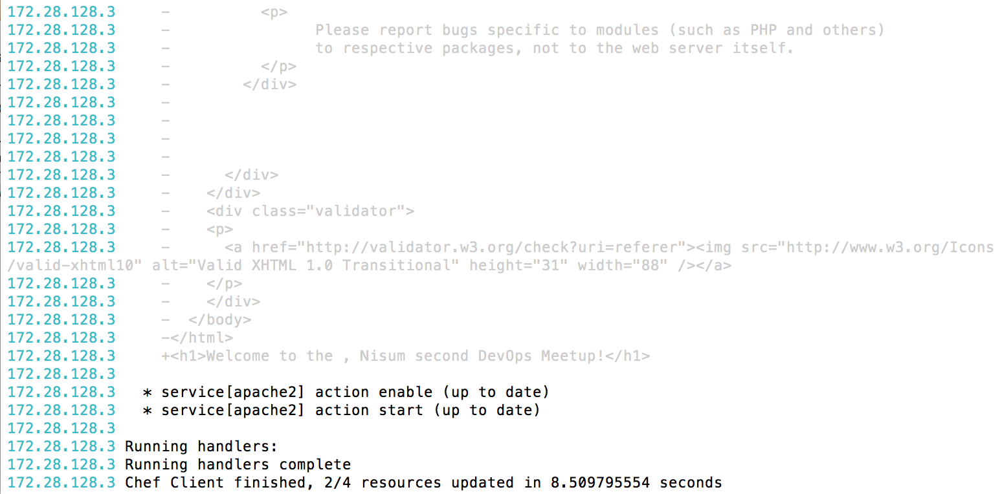 172.28.128.3     -          <p>
172.28.128.3     -                Please report bugs specific to modules (such as PHP and others)
172.28.128.3     -                to respective packages, not to the web server itself.
172.28.128.3     -          </p>
172.28.128.3     -        </div>
172.28.128.3     -
172.28.128.3     -
172.28.128.3     -
172.28.128.3     -
172.28.128.3     -      </div>
172.28.128.3     -    </div>
172.28.128.3     -    <div class="validator">
172.28.128.3     -    <p>
172.28.128.3     -      <a href="http://validator.w3.org/check?uri=referer"><img src="http://www.w3.org/Icons
/valid-xhtml10" alt="Valid XHTML 1.0 Transitional" height="31" width="88" /></a>
172.28.128.3     -    </p>
172.28.128.3     -    </div>
172.28.128.3     -  </body>
172.28.128.3     -</html>
172.28.128.3     +<h1>Welcome to the , Nisum second DevOps Meetup!</h1>
172.28.128.3
172.28.128.3   * service[apache2] action enable (up to date)
172.28.128.3   * service[apache2] action start (up to date)
172.28.128.3
172.28.128.3 Running handlers:
172.28.128.3 Running handlers complete
172.28.128.3 Chef Client finished, 2/4 resources updated in 8.509795554 seconds